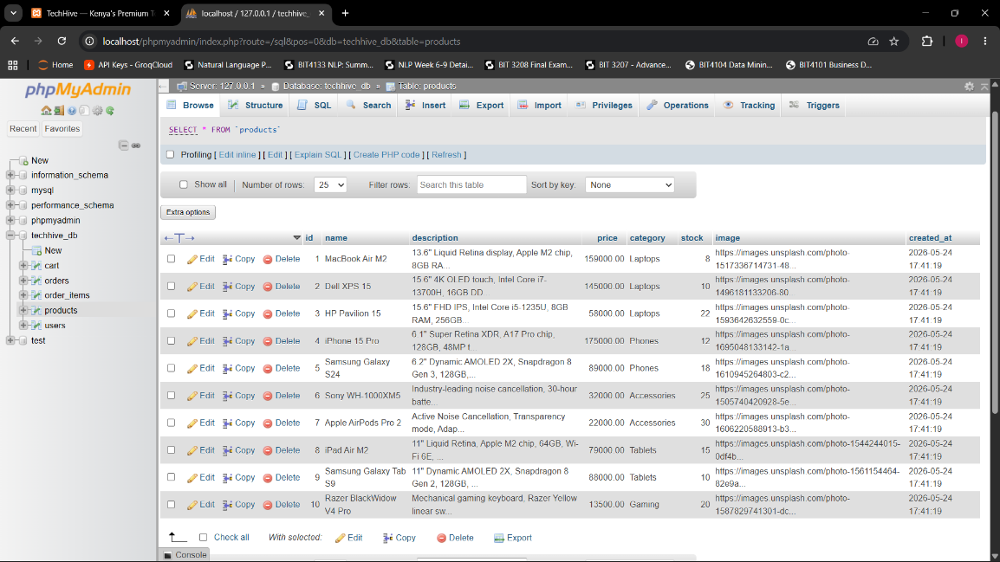 TechHive — Kenya's Premium T
localhost / 127.0.0.1 / techhive_
localhost/phpmyadmin/index.php?route=/sql&pos=0&db=techhive_db&table=products
I
Home
API Keys - GroqCloud
Natural Language P...
BIT4133 NLP: Summ...
NLP Week 6-9 Detai...
BIT 3208 Final Exam...
BIT 3207 - Advance...
BIT4104 Data Minin...
BIT4101 Business D...
phpMyAdmin
Recent Favorites
New
information_schema
mysql
performance_schema
phpmyadmin
techhive_db
New
cart
orders
order_items
products
users
test
Server: 127.0.0.1 » Database: techhive_db » Table: products
Browse Structure SQL Search Insert Export Import Privileges Operations Tracking Triggers
SELECT * FROM `products`
Profiling [ Edit inline ] [ Edit ] [ Explain SQL ] [ Create PHP code ] [ Refresh ]
Show all Number of rows: 25 Filter rows: Search this table Sort by key: None
Extra options
id name description price category stock image created_at
Edit Copy Delete 1 MacBook Air M2 13.6" Liquid Retina display, Apple M2 chip, 8GB RA... 159000.00 Laptops 8 https://images.unsplash.com/photo-1517336714731-48... 2026-05-24 17:41:19
Edit Copy Delete 2 Dell XPS 15 15.6" 4K OLED touch, Intel Core i7-13700H, 16GB DD... 145000.00 Laptops 10 https://images.unsplash.com/photo-1496181133206-80... 2026-05-24 17:41:19
Edit Copy Delete 3 HP Pavilion 15 15.6" FHD IPS, Intel Core i5-1235U, 8GB RAM, 256GB... 58000.00 Laptops 22 https://images.unsplash.com/photo-1593642632559-0c... 2026-05-24 17:41:19
Edit Copy Delete 4 iPhone 15 Pro 6.1" Super Retina XDR, A17 Pro chip, 128GB, 48MP t... 175000.00 Phones 12 https://images.unsplash.com/photo-1695048133142-1a... 2026-05-24 17:41:19
Edit Copy Delete 5 Samsung Galaxy S24 6.2" Dynamic AMOLED 2X, Snapdragon 8 Gen 3, 128GB,... 89000.00 Phones 18 https://images.unsplash.com/photo-1610945264803-c2... 2026-05-24 17:41:19
Edit Copy Delete 6 Sony WH-1000XM5 Industry-leading noise cancellation, 30-hour batte... 32000.00 Accessories 25 https://images.unsplash.com/photo-1505740420928-5e... 2026-05-24 17:41:19
Edit Copy Delete 7 Apple AirPods Pro 2 Active Noise Cancellation, Transparency mode, Adap... 22000.00 Accessories 30 https://images.unsplash.com/photo-1606220588913-b3... 2026-05-24 17:41:19
Edit Copy Delete 8 iPad Air M2 11" Liquid Retina, Apple M2 chip, 64GB, Wi-Fi 6E, ... 79000.00 Tablets 15 https://images.unsplash.com/photo-1544244015-0df4b... 2026-05-24 17:41:19
Edit Copy Delete 9 Samsung Galaxy Tab S9 11" Dynamic AMOLED 2X, Snapdragon 8 Gen 2, 128GB, ... 88000.00 Tablets 10 https://images.unsplash.com/photo-1561154464-82e9a... 2026-05-24 17:41:19
Edit Copy Delete 10 Razer BlackWidow V4 Pro Mechanical gaming keyboard, Razer Yellow linear sw... 13500.00 Gaming 20 https://images.unsplash.com/photo-1587829741301-dc... 2026-05-24 17:41:19
Check all With selected: Edit Copy Delete Export
Console